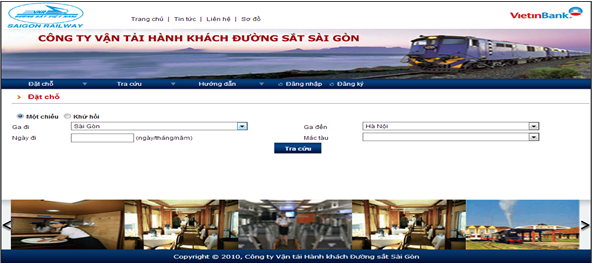 SAIGON RAILWAY
Trang chủ | Tin tức | Liên hệ | Sơ đồ
VietinBank
CÔNG TY VẬN TẢI HÀNH KHÁCH ĐƯỜNG SẮT SÀI GÒN
Đặt chỗ Tra cứu Hướng dẫn Đăng nhập Đăng ký
> Đặt chỗ
Một chiều Khứ hồi
Ga đi Sài Gòn Ga đến Hà Nội
Ngày đi (ngày/tháng/năm) Mác tàu
Tra cứu
< >
Copyright © 2010, Công ty Vận tải Hành khách Đường sắt Sài Gòn